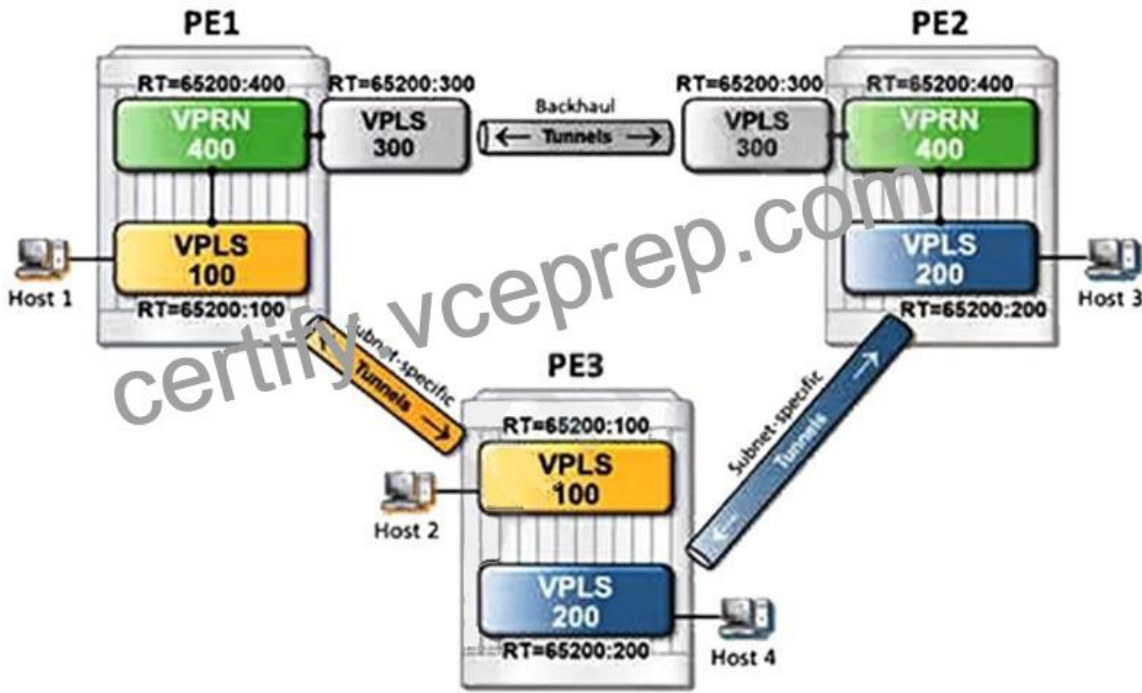 PE1
PE2
RT=65200:400
RT=65200:300
RT=65200:300
RT=65200:400
VPRN
400
VPLS
300
Backhaul
Tunnels
VPLS
300
VPRN
400
Host 1
VPLS
100
RT=65200:100
VPLS
200
RT=65200:200
Host 3
certify.vceprep.com
Subnet-specific
Tunnels
PE3
Subnet-specific
Tunnels
RT=65200:100
VPLS
100
Host 2
VPLS
200
RT=65200:200
Host 4